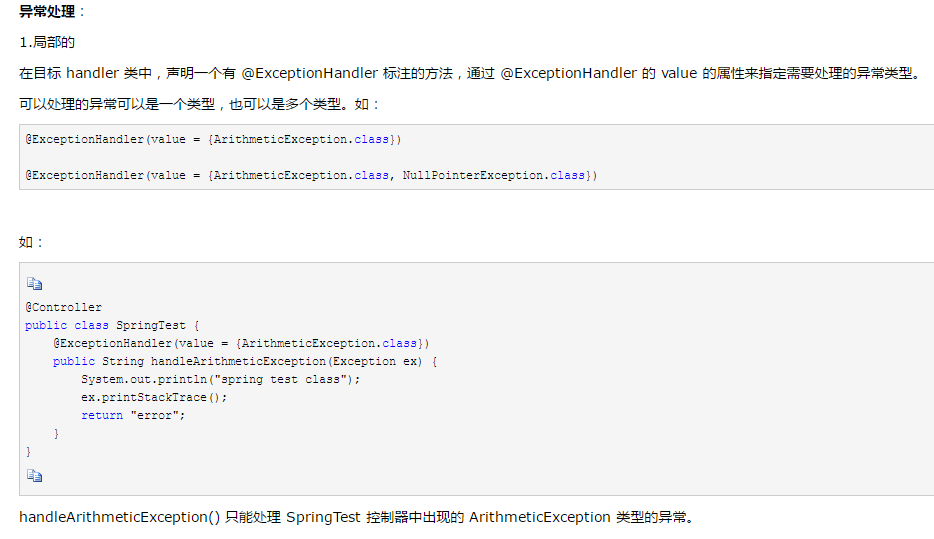 异常处理：
1.局部的
在目标 handler 类中，声明一个有 @ExceptionHandler 标注的方法，通过 @ExceptionHandler 的 value 的属性来指定需要处理的异常类型。
可以处理的异常可以是一个类型，也可以是多个类型。如：
@ExceptionHandler(value = {ArithmeticException.class})
@ExceptionHandler(value = {ArithmeticException.class, NullPointerException.class})
如：
@Controller
public class SpringTest {
    @ExceptionHandler(value = {ArithmeticException.class})
    public String handleArithmeticException(Exception ex) {
        System.out.println("spring test class");
        ex.printStackTrace();
        return "error";
    }
}
handleArithmeticException() 只能处理 SpringTest 控制器中出现的 ArithmeticException 类型的异常。